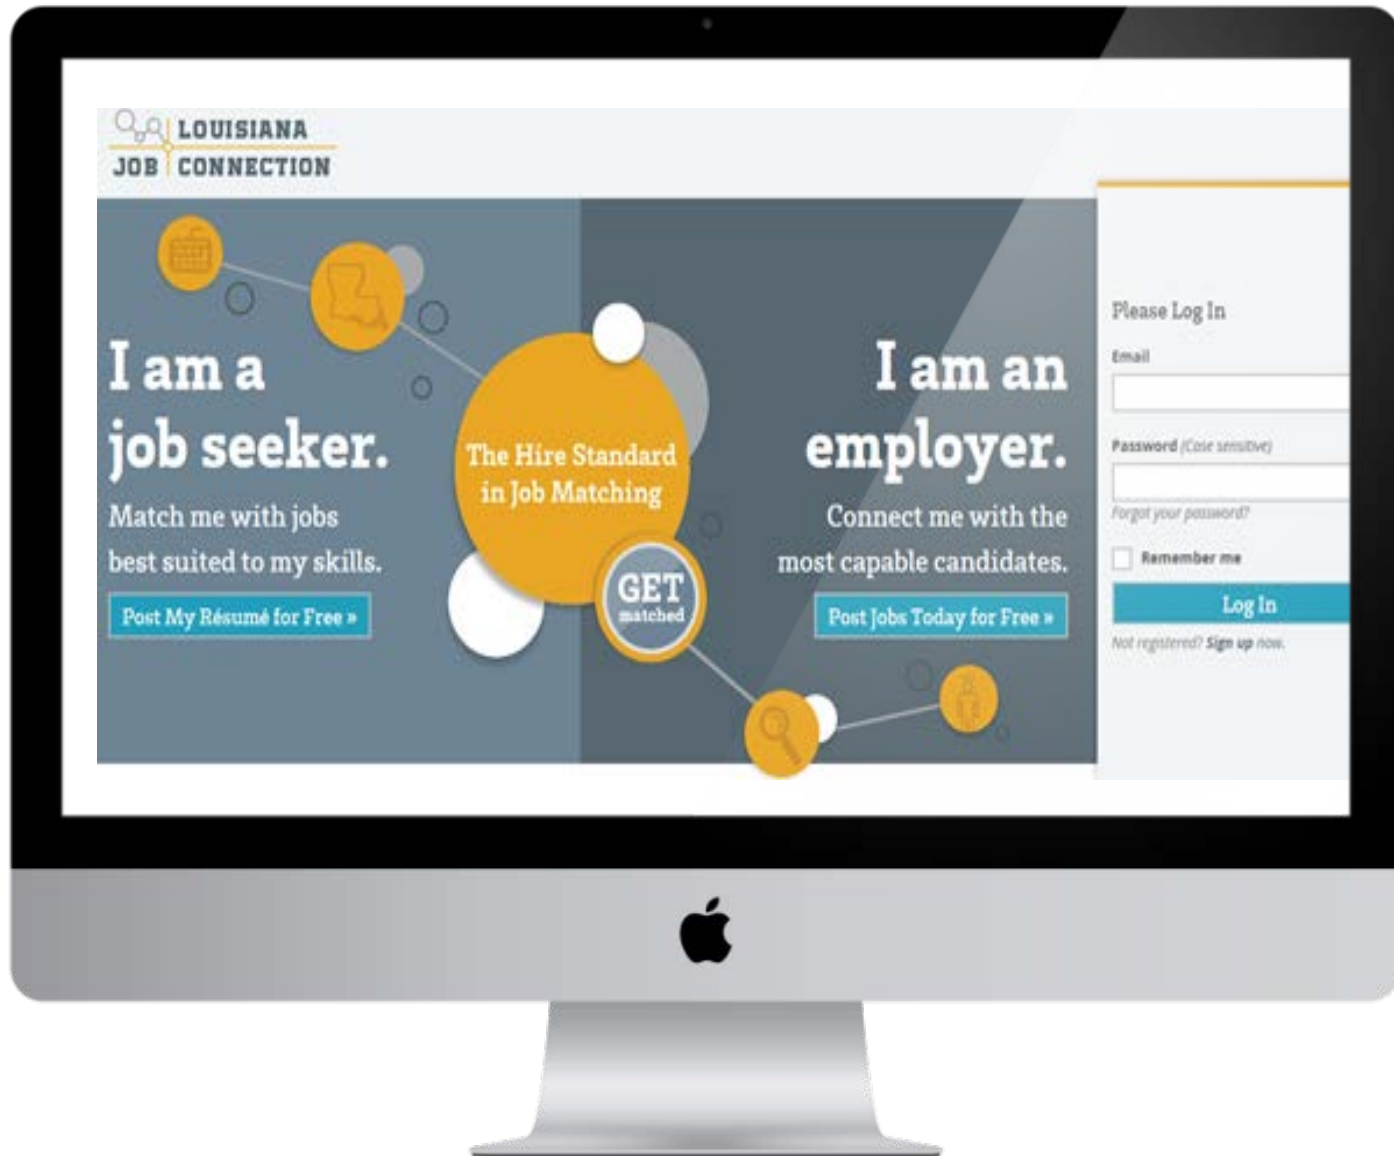 LOUISIANA
JOB CONNECTION
I am a
job seeker.
Match me with jobs
best suited to my skills.
Post My Résumé for Free »
The Hire Standard
in Job Matching
GET
matched
I am an
employer.
Connect me with the
most capable candidates.
Post Jobs Today for Free »
Please Log In
Email
Password (Case sensitive)
Forgot your password?
Remember me
Log In
Not registered? Sign up now.